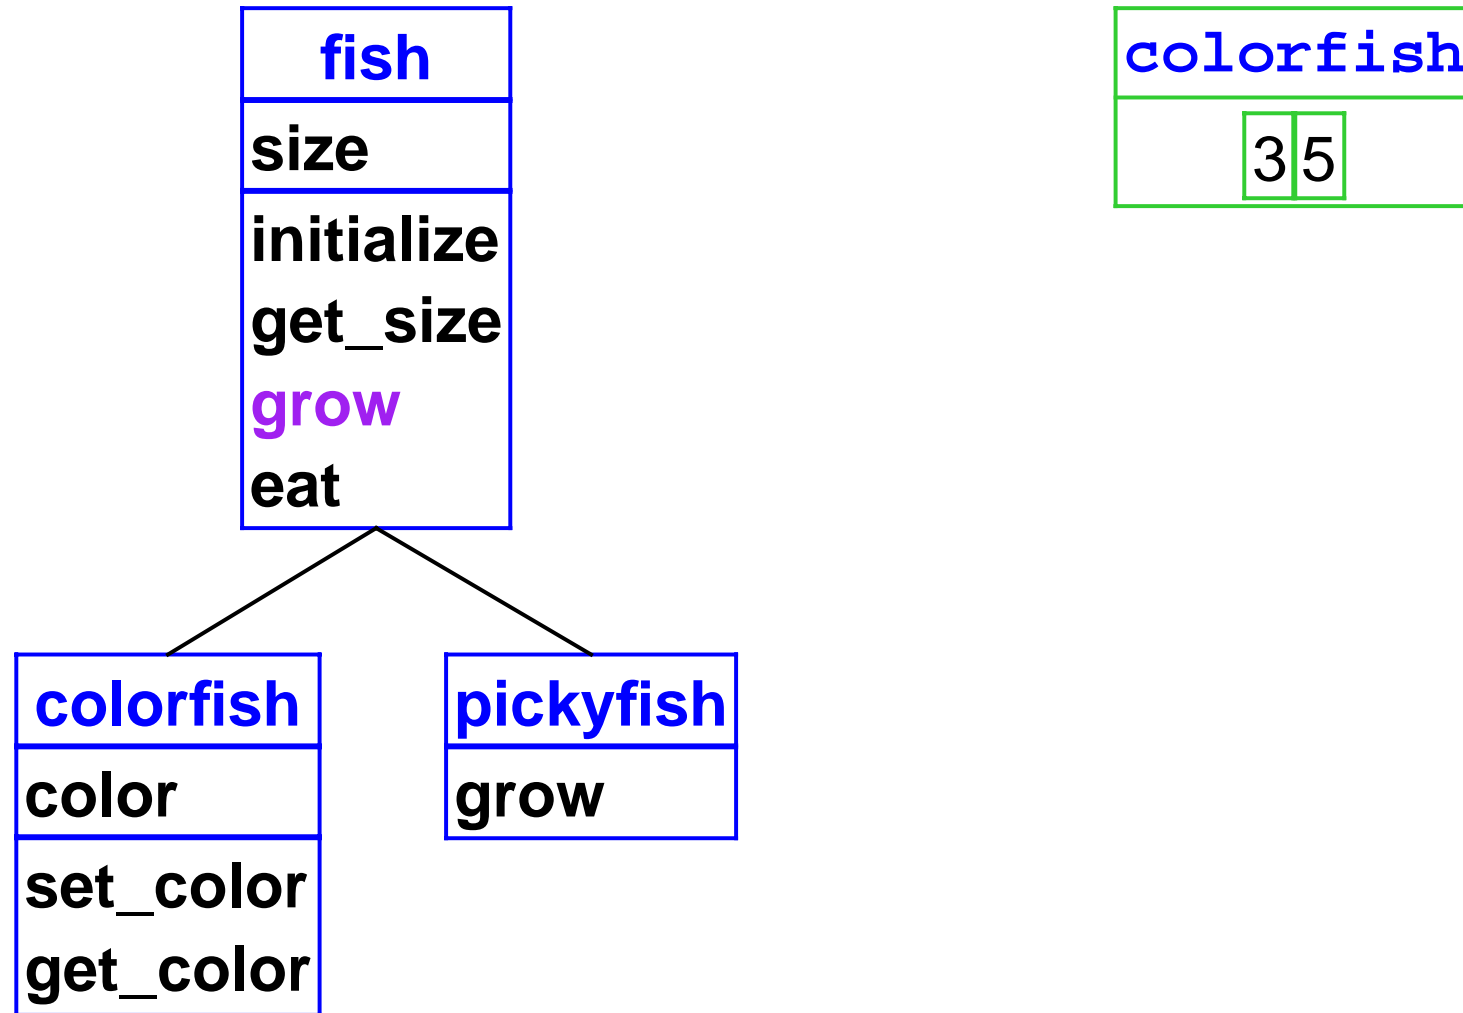 fish
size
initialize
get_size
grow
eat
colorfish
color
set_color
get_color
pickyfish
grow
colorfish
3 5